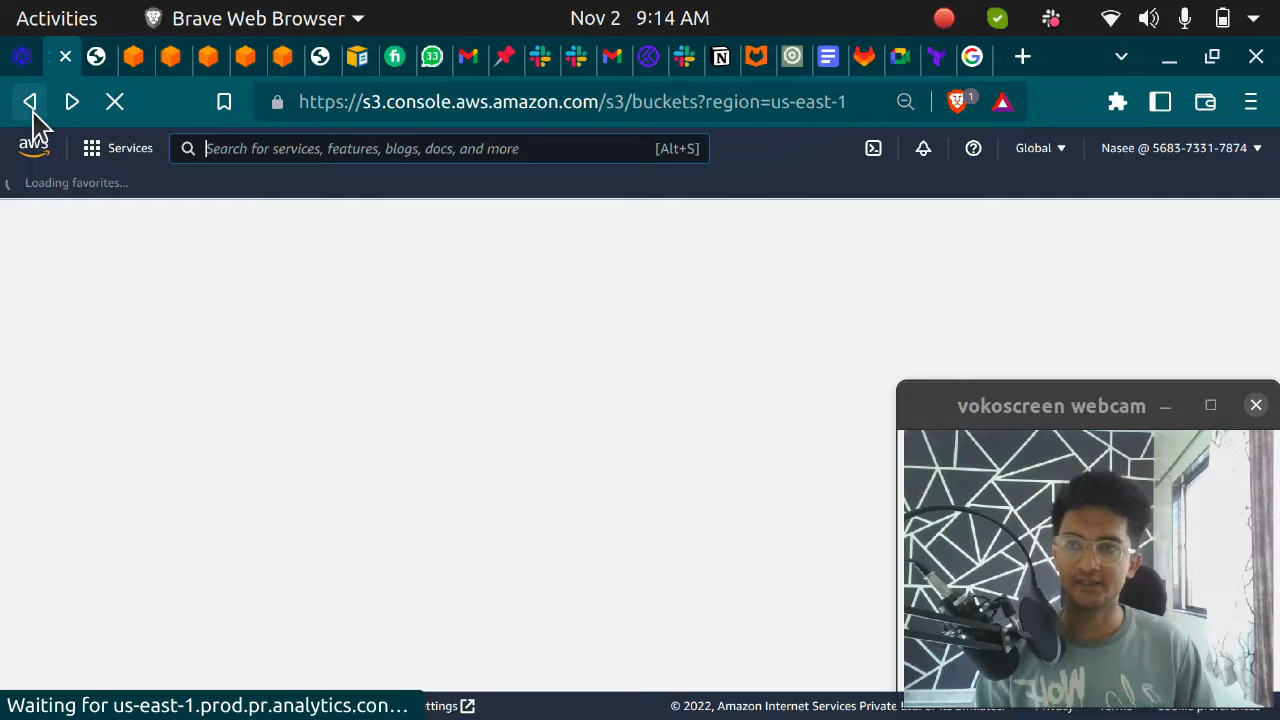 Activities
Brave Web Browser
Nov 2 9:14 AM
33
https://s3.console.aws.amazon.com/s3/buckets?region=us-east-1
1
aws
Services
Search for services, features, blogs, docs, and more
[Alt+S]
Global
Nasee @ 5683-7331-7874
Loading favorites...
vokoscreen webcam
Waiting for us-east-1.prod.pr.analytics.con...
ettings
© 2022, Amazon Internet Services Private